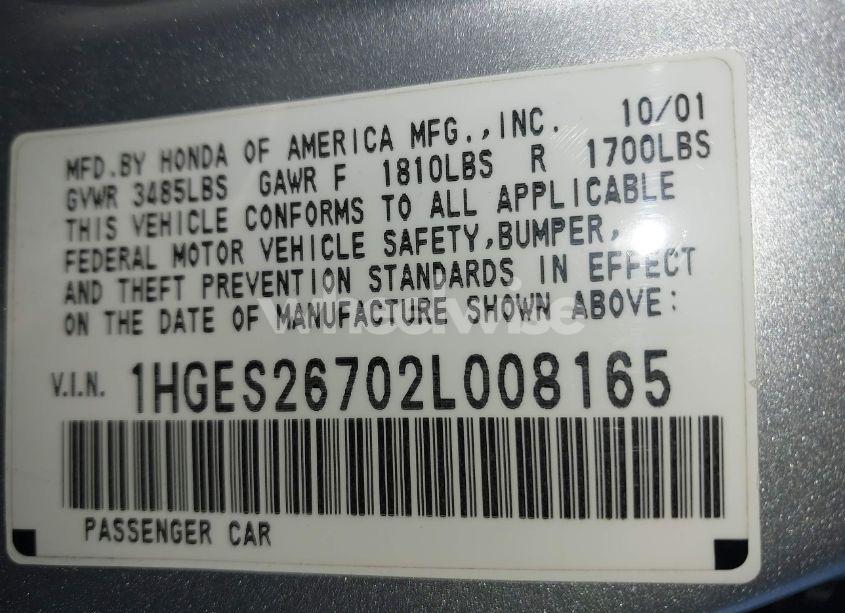 MFD.BY HONDA OF AMERICA MFG.,INC. 10/01
GVWR 3485LBS GAWR F 1810LBS R 1700LBS
THIS VEHICLE CONFORMS TO ALL APPLICABLE
FEDERAL MOTOR VEHICLE SAFETY,BUMPER,
AND THEFT PREVENTION STANDARDS IN EFFECT
ON THE DATE OF MANUFACTURE SHOWN ABOVE:
wheelwise
V.I.N. 1HGES26702L008165
PASSENGER CAR